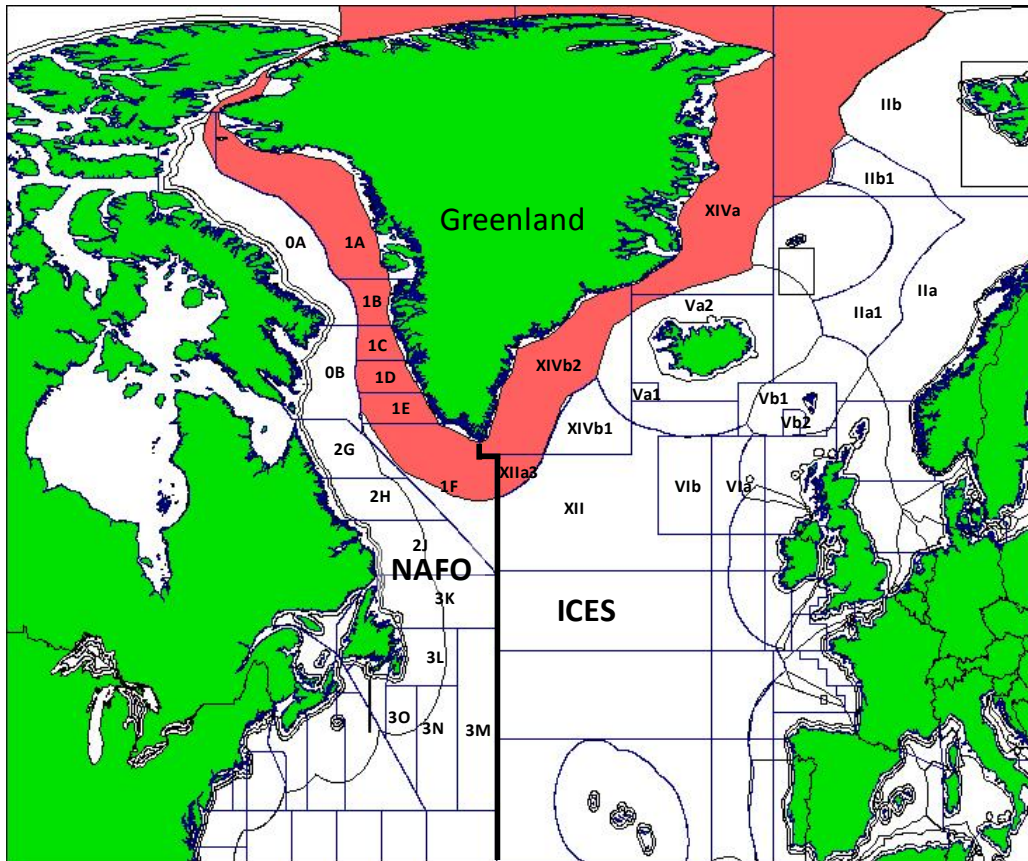 IIb
IIb1
XIVa
Greenland
0A
1A
IIa
1B
Va2
IIa1
1C
XIVb2
0B
1D
Va1
Vb1
1E
Vb2
XIVb1
2G
XIIa3
1F
VIb
VIa
2H
XII
2J
NAFO
3K
ICES
3L
3O
3N
3M